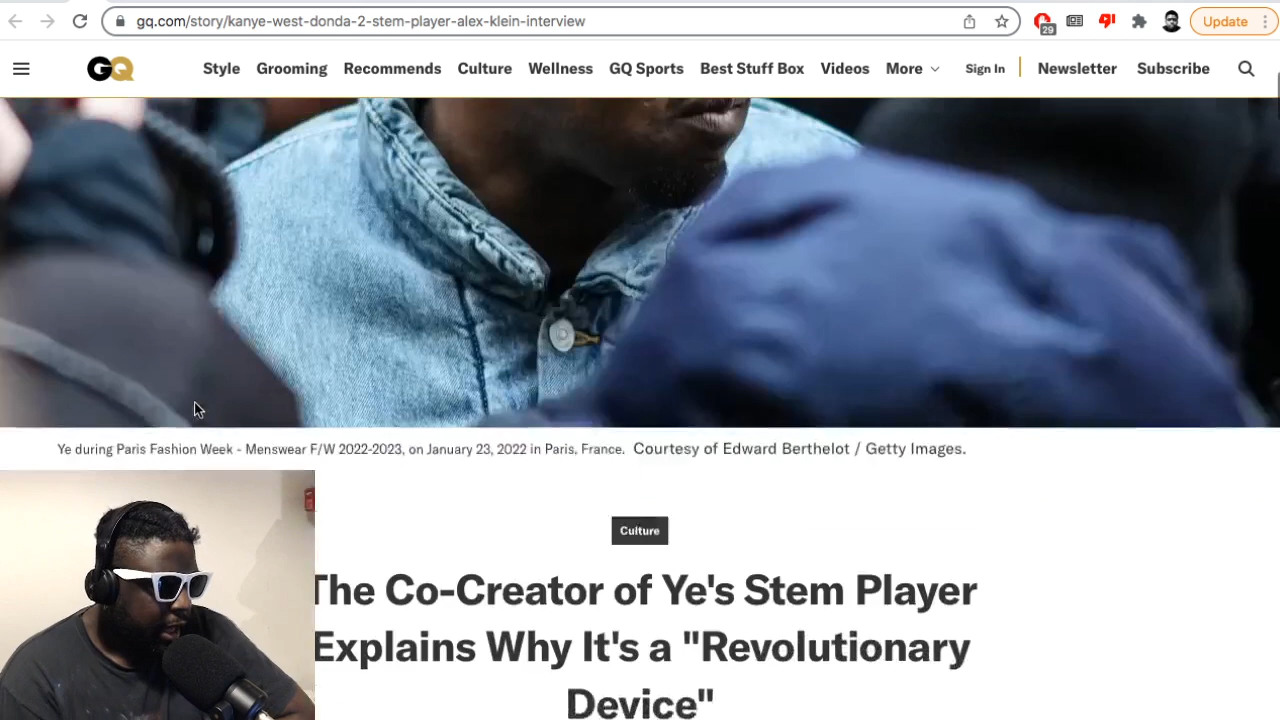 gq.com/story/kanye-west-donda-2-stem-player-alex-klein-interview
29
Update
GQ
Style Grooming Recommends Culture Wellness GQ Sports Best Stuff Box Videos More Sign In Newsletter Subscribe
Ye during Paris Fashion Week - Menswear F/W 2022-2023, on January 23, 2022 in Paris, France. Courtesy of Edward Berthelot / Getty Images.
Culture
The Co-Creator of Ye's Stem Player
Explains Why It's a "Revolutionary
Device"